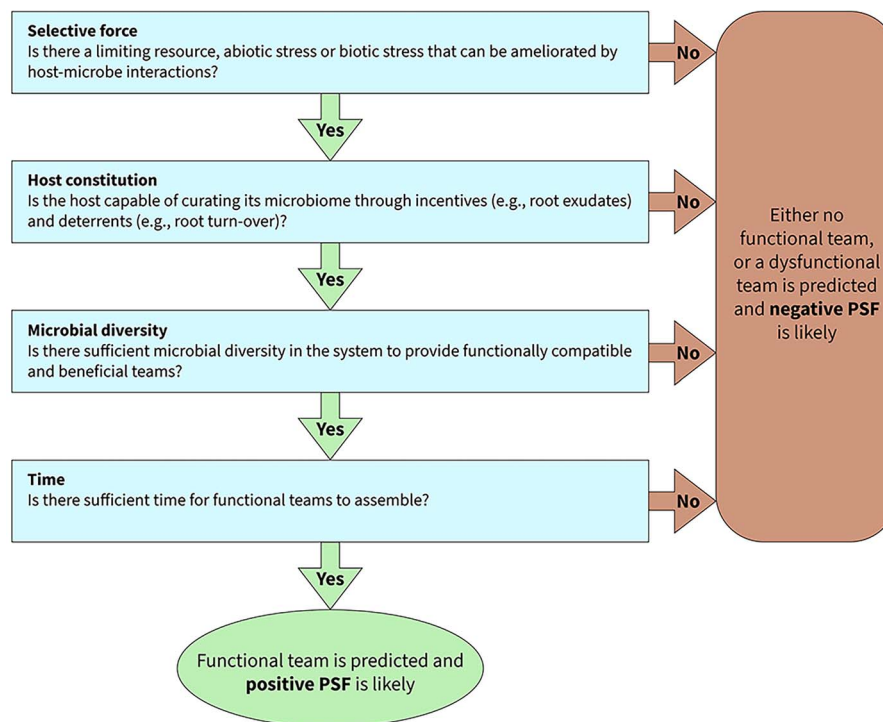 Selective force
Is there a limiting resource, abiotic stress or biotic stress that can be ameliorated by
host-microbe interactions?
No
Yes
Host constitution
Is the host capable of curating its microbiome through incentives (e.g., root exudates)
and deterrents (e.g., root turn-over)?
No
Either no
functional team,
or a dysfunctional
team is predicted
and negative PSF
is likely
Yes
Microbial diversity
Is there sufficient microbial diversity in the system to provide functionally compatible
and beneficial teams?
No
Yes
Time
Is there sufficient time for functional teams to assemble?
No
Yes
Functional team is predicted and
positive PSF is likely